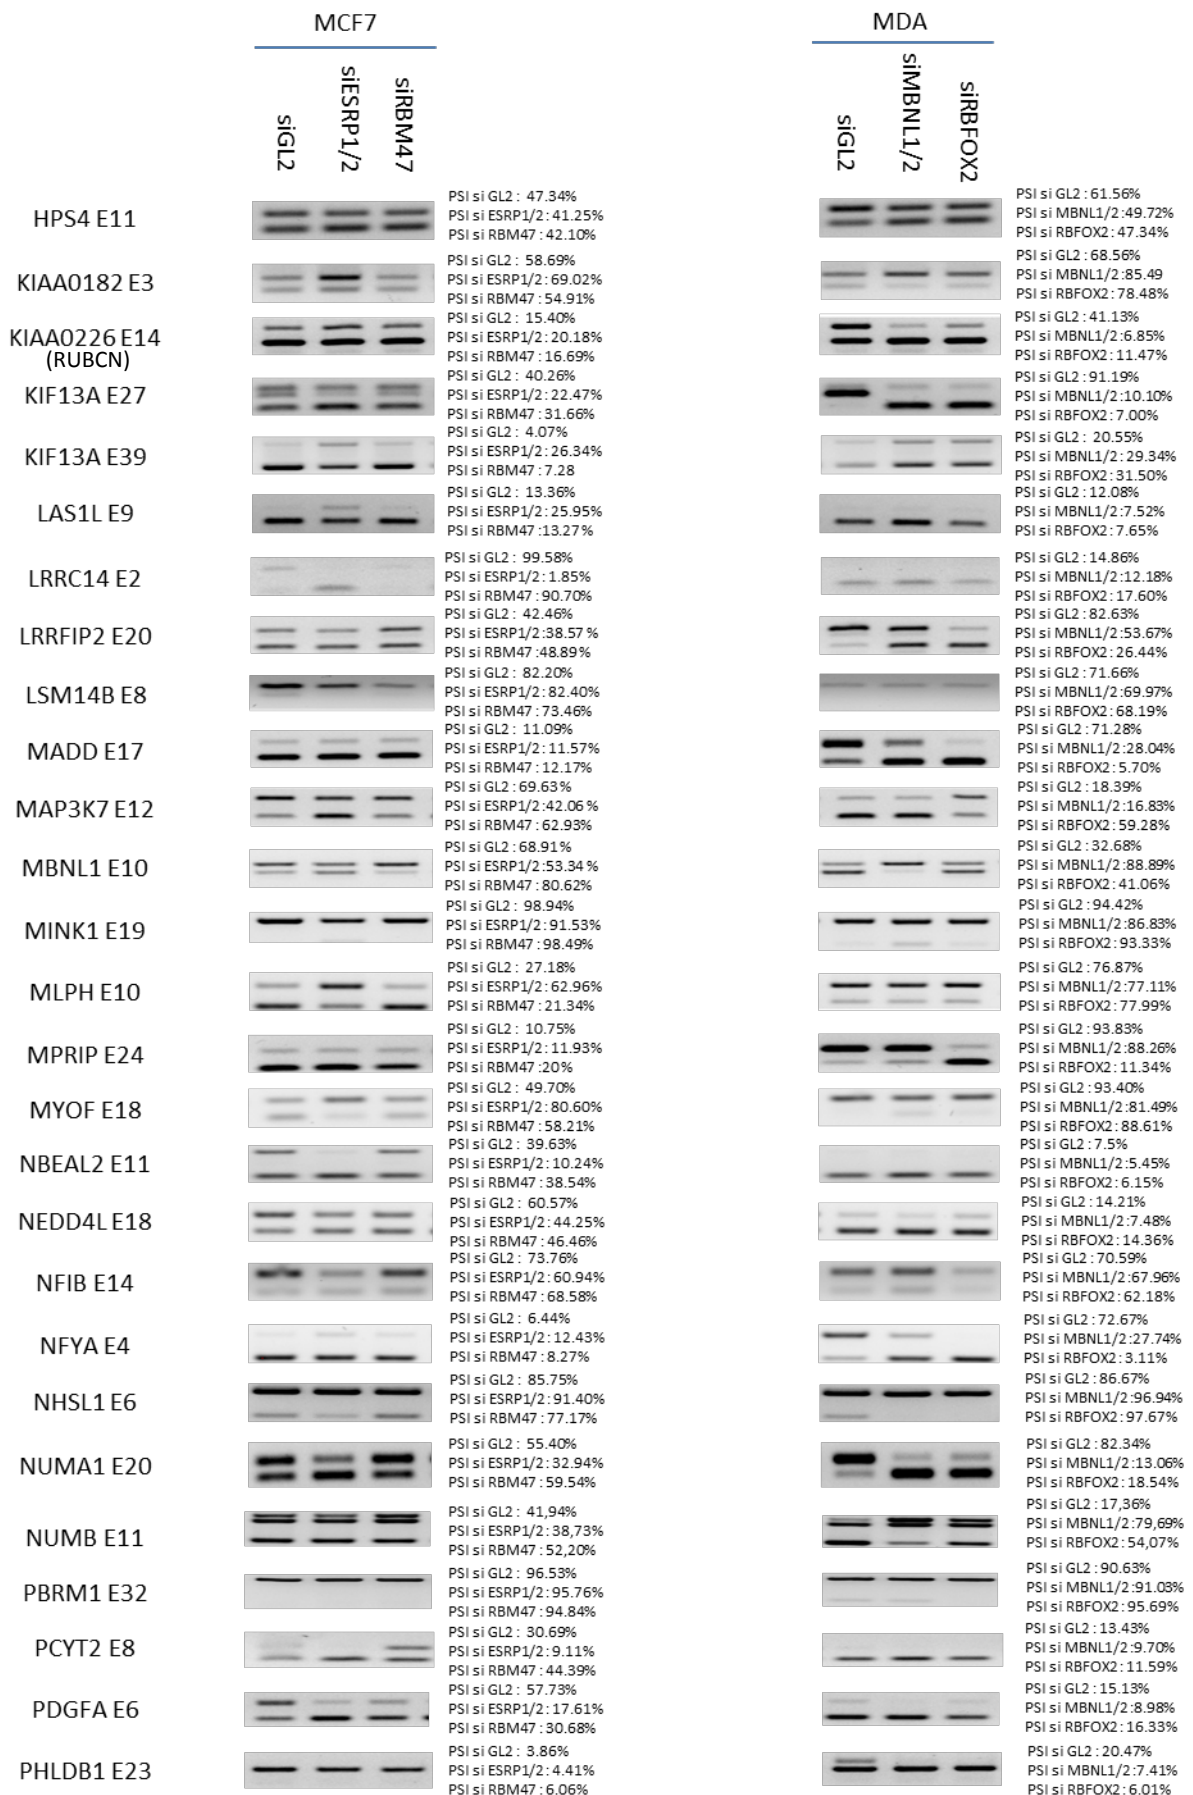 MCF7
MDA
siGL2
siESRP1/2
siRBM47
siGL2
siMBNL1/2
siRBFOX2
HPS4 E11
PSI si GL2 : 47.34%
PSI si ESRP1/2: 41.25%
PSI si RBM47 : 42.10%
PSI si GL2 : 61.56%
PSI si MBNL1/2 :49.72%
PSI si RBFOX2 : 47.34%
KIAA0182 E3
PSI si GL2 : 58.69%
PSI si ESRP1/2 : 69.02%
PSI si RBM47 : 54.91%
PSI si GL2 : 68.56%
PSI si MBNL1/2 :85.49
PSI si RBFOX2 : 78.48%
KIAA0226 E14
(RUBCN)
PSI si GL2 : 15.40%
PSI si ESRP1/2 : 20.18%
PSI si RBM47 : 16.69%
PSI si GL2 : 41.13%
PSI si MBNL1/2 :6.85%
PSI si RBFOX2 : 11.47%
KIF13A E27
PSI si GL2 : 40.26%
PSI si ESRP1/2 : 22.47%
PSI si RBM47 : 31.66%
PSI si GL2 : 91.19%
PSI si MBNL1/2 :10.10%
PSI si RBFOX2 : 7.00%
KIF13A E39
PSI si GL2 : 4.07%
PSI si ESRP1/2 : 26.34%
PSI si RBM47 : 7.28
PSI si GL2 : 20.55%
PSI si MBNL1/2 :29.34%
PSI si RBFOX2 : 31.50%
LAS1L E9
PSI si GL2 : 13.36%
PSI si ESRP1/2 : 25.95%
PSI si RBM47 :13.27%
PSI si GL2 :12.08%
PSI si MBNL1/2 :7.52%
PSI si RBFOX2 : 7.65%
LRRC14 E2
PSI si GL2 : 99.58%
PSI si ESRP1/2 : 1.85%
PSI si RBM47 : 90.70%
PSI si GL2 : 14.86%
PSI si MBNL1/2 :12.18%
PSI si RBFOX2 : 17.60%
LRRFIP2 E20
PSI si GL2 : 42.46%
PSI si ESRP1/2:38.57 %
PSI si RBM47 :48.89%
PSI si GL2 : 82.63%
PSI si MBNL1/2 :53.67%
PSI si RBFOX2 : 26.44%
LSM14B E8
PSI si GL2 : 82.20%
PSI si ESRP1/2 : 82.40%
PSI si RBM47 : 73.46%
PSI si GL2 : 71.66%
PSI si MBNL1/2 :69.97%
PSI si RBFOX2 : 68.19%
MADD E17
PSI si GL2 : 11.09%
PSI si ESRP1/2 :11.57%
PSI si RBM47 : 12.17%
PSI si GL2 :71.28%
PSI si MBNL1/2 :28.04%
PSI si RBFOX2 : 5.70%
MAP3K7 E12
PSI si GL2 :69.63%
PSI si ESRP1/2:42.06 %
PSI si RBM47 : 62.93%
PSI si GL2 :18.39%
PSI si MBNL1/2 :16.83%
PSI si RBFOX2 : 59.28%
MBNL1 E10
PSI si GL2 :68.91%
PSI si ESRP1/2:53.34 %
PSI si RBM47 : 80.62%
PSI si GL2 : 32.68%
PSI si MBNL1/2 :88.89%
PSI si RBFOX2 : 41.06%
MINK1 E19
PSI si GL2 : 98.94%
PSI si ESRP1/2 :91.53%
PSI si RBM47 : 98.49%
PSI si GL2 : 94.42%
PSI si MBNL1/2 :86.83%
PSI si RBFOX2 : 93.33%
MLPH E10
PSI si GL2 : 27.18%
PSI si ESRP1/2 : 62.96%
PSI si RBM47 : 21.34%
PSI si GL2 : 76.87%
PSI si MBNL1/2 :77.11%
PSI si RBFOX2 : 77.99%
MPRIP E24
PSI si GL2 : 10.75%
PSI si ESRP1/2 : 11.93%
PSI si RBM47 :20%
PSI si GL2 : 93.83%
PSI si MBNL1/2 :88.26%
PSI si RBFOX2 : 11.34%
MYOF E18
PSI si GL2 : 49.70%
PSI si ESRP1/2 : 80.60%
PSI si RBM47 : 58.21%
PSI si GL2 : 93.40%
PSI si MBNL1/2 :81.49%
PSI si RBFOX2 : 88.61%
NBEAL2 E11
PSI si GL2 : 39.63%
PSI si ESRP1/2 : 10.24%
PSI si RBM47 : 38.54%
PSI si GL2 : 7.5%
PSI si MBNL1/2 :5.45%
PSI si RBFOX2 : 6.15%
NEDD4L E18
PSI si GL2 : 60.57%
PSI si ESRP1/2 : 44.25%
PSI si RBM47 : 46.46%
PSI si GL2 : 14.21%
PSI si MBNL1/2 :7.48%
PSI si RBFOX2 : 14.36%
NFIB E14
PSI si GL2 : 73.76%
PSI si ESRP1/2 : 60.94%
PSI si RBM47 : 68.58%
PSI si GL2 : 70.59%
PSI si MBNL1/2 :67.96%
PSI si RBFOX2 : 62.18%
NFYA E4
PSI si GL2 : 6.44%
PSI si ESRP1/2 : 12.43%
PSI si RBM47 : 8.27%
PSI si GL2 : 72.67%
PSI si MBNL1/2 :27.74%
PSI si RBFOX2 : 3.11%
NHSL1 E6
PSI si GL2 : 85.75%
PSI si ESRP1/2 : 91.40%
PSI si RBM47 : 77.17%
PSI si GL2 : 86.67%
PSI si MBNL1/2 :96.94%
PSI si RBFOX2 : 97.67%
NUMA1 E20
PSI si GL2 : 55.40%
PSI si ESRP1/2 : 32.94%
PSI si RBM47 : 59.54%
PSI si GL2 : 82.34%
PSI si MBNL1/2 :13.06%
PSI si RBFOX2 : 18.54%
NUMB E11
PSI si GL2 : 41,94%
PSI si ESRP1/2 : 38,73%
PSI si RBM47 : 52,20%
PSI si GL2 : 17,36%
PSI si MBNL1/2 :79,69%
PSI si RBFOX2 : 54,07%
PBRM1 E32
PSI si GL2 : 96.53%
PSI si ESRP1/2 : 95.76%
PSI si RBM47 : 94.84%
PSI si GL2 : 90.63%
PSI si MBNL1/2 :91.03%
PSI si RBFOX2 : 95.69%
PCYT2 E8
PSI si GL2 : 30.69%
PSI si ESRP1/2 : 9.11%
PSI si RBM47 : 44.39%
PSI si GL2 : 13.43%
PSI si MBNL1/2 :9.70%
PSI si RBFOX2 : 11.59%
PDGFA E6
PSI si GL2 : 57.73%
PSI si ESRP1/2 : 17.61%
PSI si RBM47 : 30.68%
PSI si GL2 : 15.13%
PSI si MBNL1/2 :8.98%
PSI si RBFOX2 : 16.33%
PHLDB1 E23
PSI si GL2 : 3.86%
PSI si ESRP1/2 : 4.41%
PSI si RBM47 : 6.06%
PSI si GL2 : 20.47%
PSI si MBNL1/2 :7.41%
PSI si RBFOX2 : 6.01%